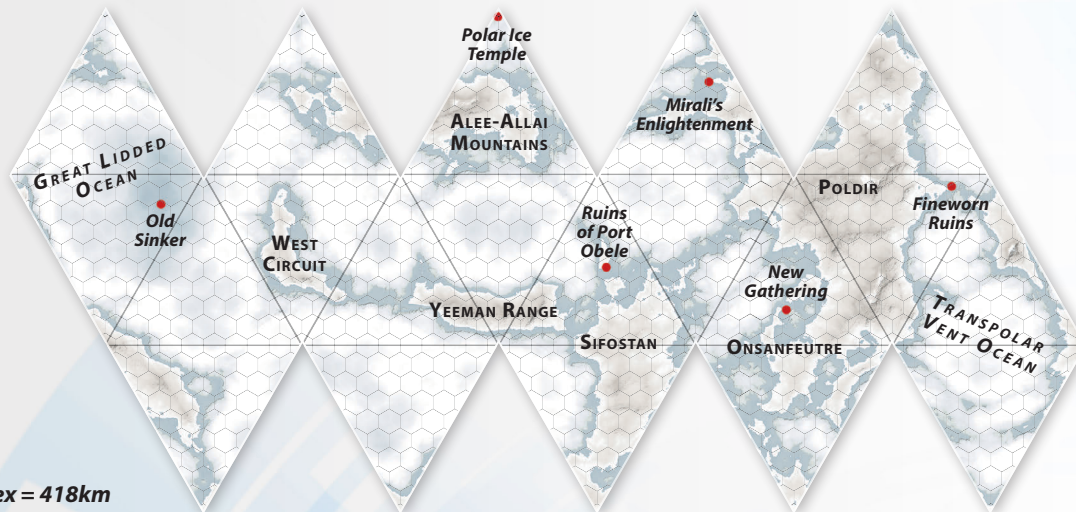 Polar Ice
Temple
Mirali's
Enlightenment
ALEE-ALLAI
MOUNTAINS
GREAT LIDDED
OCEAN
POLDIR
Old
Sinker
Fineworn
Ruins
Ruins
of Port
Obele
WEST
CIRCUIT
New
Gathering
YEEMAN RANGE
TRANSPOLAR
VENT OCEAN
SIFOSTAN
ONSANFEUTRE
ex = 418km